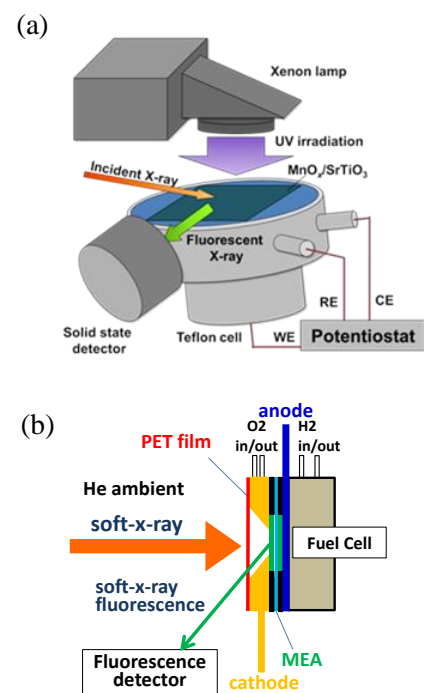 (a)
Xenon lamp
UV irradiation
Incident X-ray
MnOₓ/SrTiO₃
Fluorescent
X-ray
RE
CE
Solid state
detector
Teflon cell
WE
Potentiostat
(b)
anode
O2
in/out
H2
in/out
PET film
He ambient
soft-x-ray
Fuel Cell
soft-x-ray
fluorescence
MEA
Fluorescence
detector
cathode